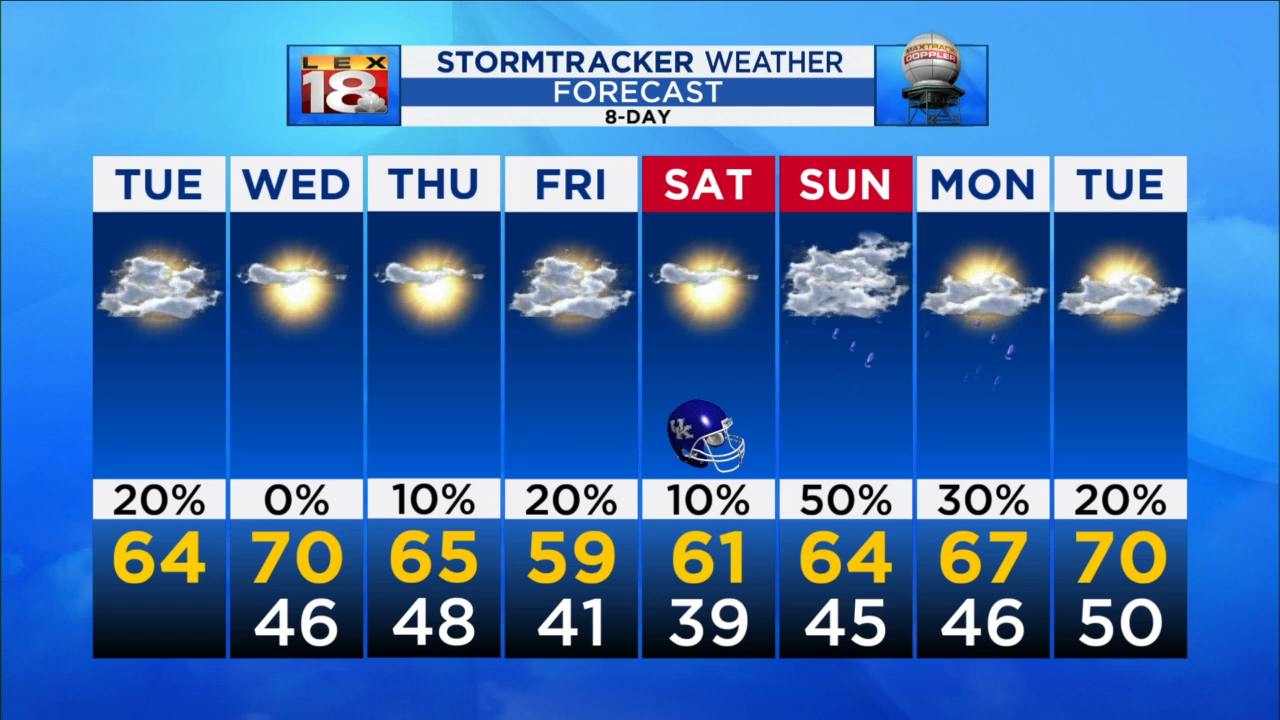 LEX
18
STORMTRACKER WEATHER
FORECAST
8-DAY
MAXTRACK
DOPPLER
TUE WED THU FRI SAT SUN MON TUE
UK
20% 0% 10% 20% 10% 50% 30% 20%
64 70 65 59 61 64 67 70
46 48 41 39 45 46 50